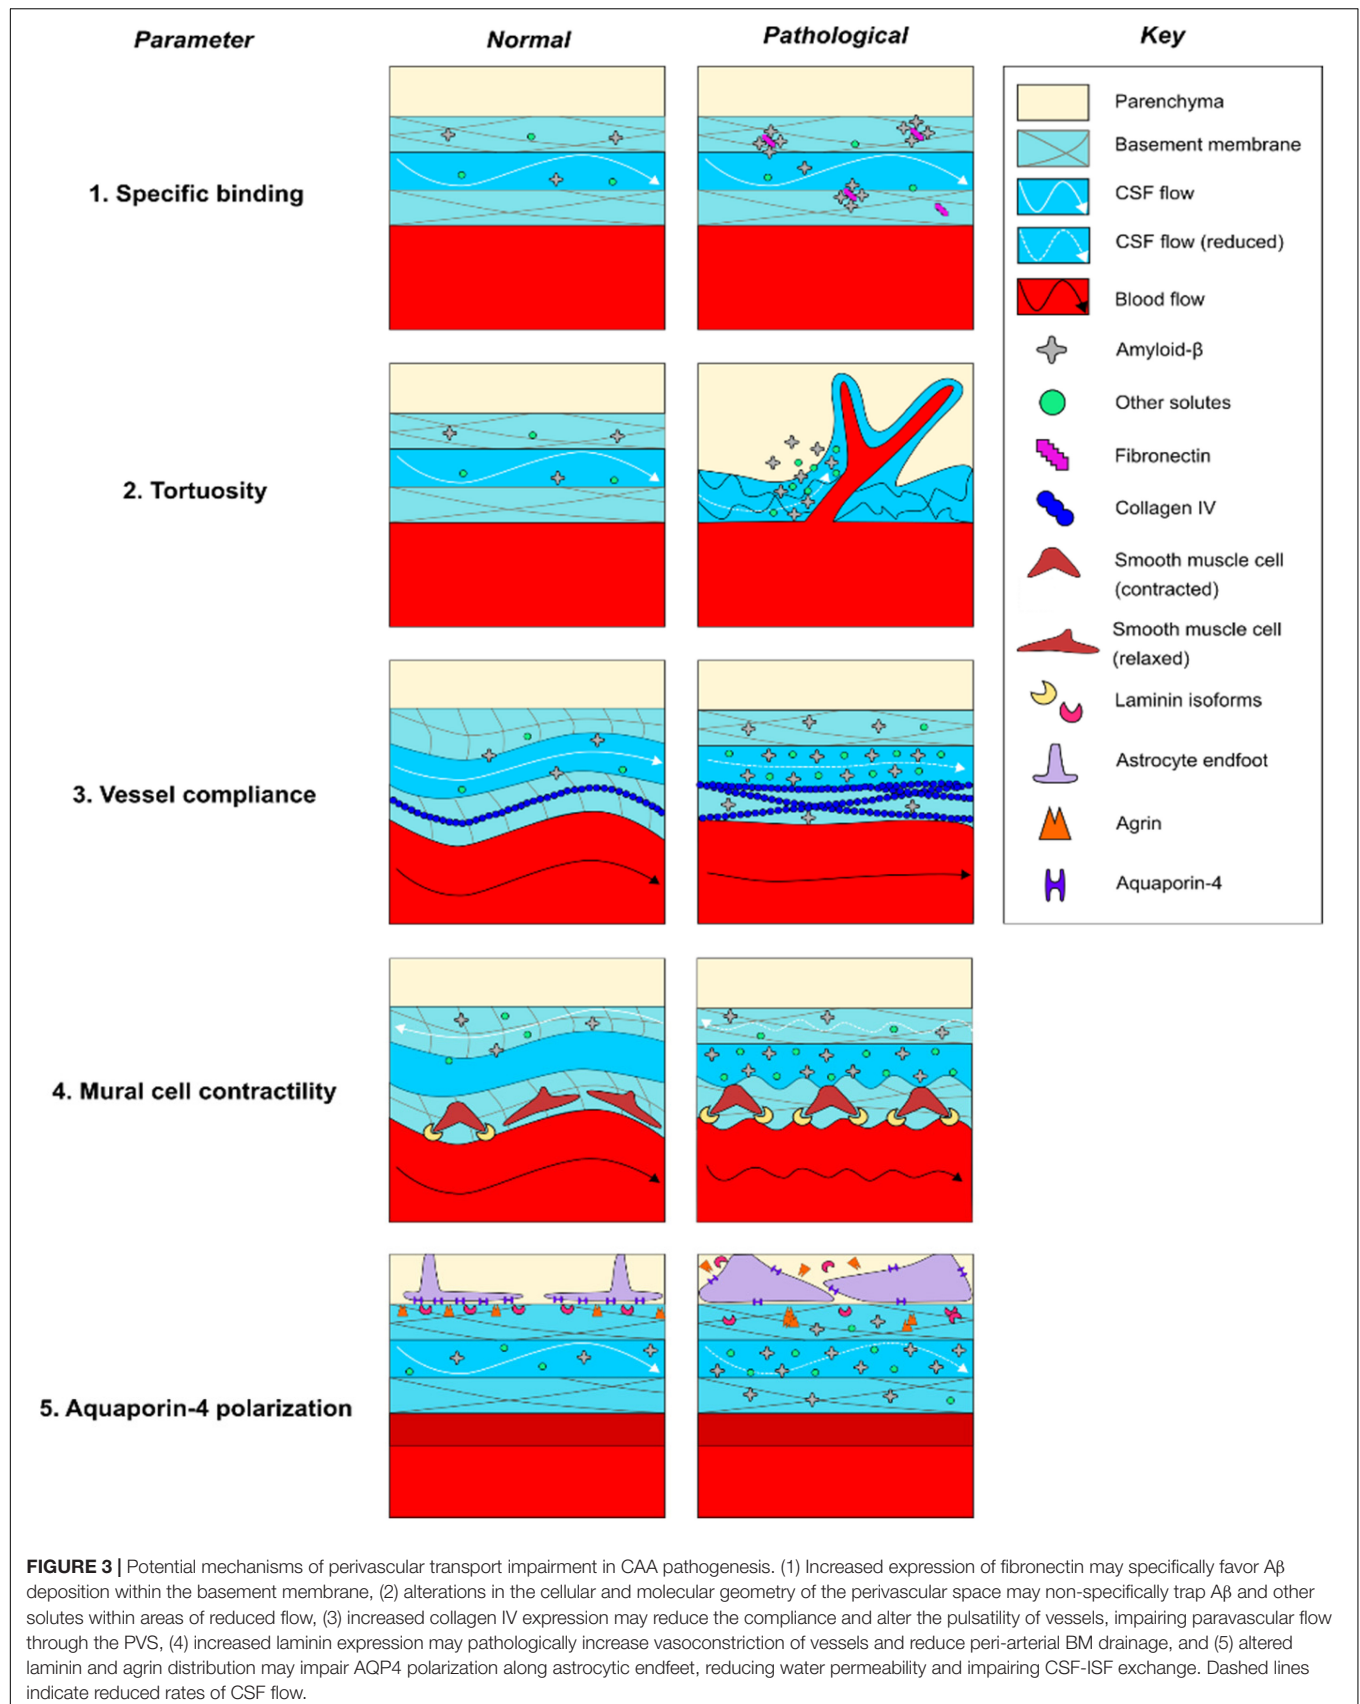 Parameter
Normal
Pathological
Key
1. Specific binding
2. Tortuosity
3. Vessel compliance
4. Mural cell contractility
5. Aquaporin-4 polarization
Parenchyma
Basement membrane
CSF flow
CSF flow (reduced)
Blood flow
Amyloid-β
Other solutes
Fibronectin
Collagen IV
Smooth muscle cell
(contracted)
Smooth muscle cell
(relaxed)
Laminin isoforms
Astrocyte endfoot
Agrin
Aquaporin-4
FIGURE 3 | Potential mechanisms of perivascular transport impairment in CAA pathogenesis. (1) Increased expression of fibronectin may specifically favor Aβ
deposition within the basement membrane, (2) alterations in the cellular and molecular geometry of the perivascular space may non-specifically trap Aβ and other
solutes within areas of reduced flow, (3) increased collagen IV expression may reduce the compliance and alter the pulsatility of vessels, impairing paravascular flow
through the PVS, (4) increased laminin expression may pathologically increase vasoconstriction of vessels and reduce peri-arterial BM drainage, and (5) altered
laminin and agrin distribution may impair AQP4 polarization along astrocytic endfeet, reducing water permeability and impairing CSF-ISF exchange. Dashed lines
indicate reduced rates of CSF flow.